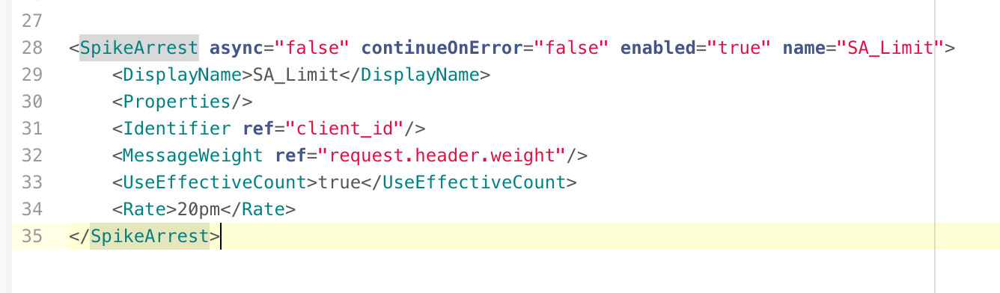 27
28 <SpikeArrest async="false" continueOnError="false" enabled="true" name="SA_Limit">
29 <DisplayName>SA_Limit</DisplayName>
30 <Properties/>
31 <Identifier ref="client_id"/>
32 <MessageWeight ref="request.header.weight"/>
33 <UseEffectiveCount>true</UseEffectiveCount>
34 <Rate>20pm</Rate>
35 </SpikeArrest>